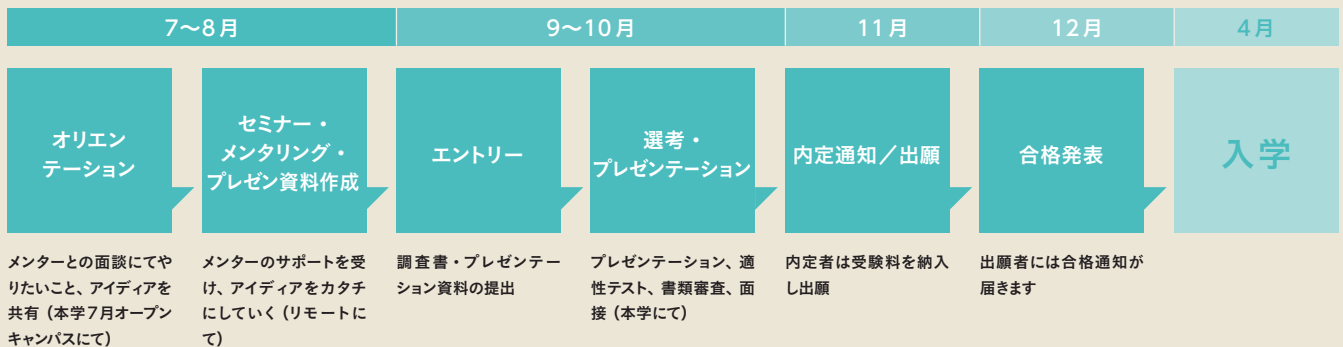 7〜8月
9〜10月
11月
12月
4月
オリエン
テーション
セミナー・
メンタリング・
プレゼン資料作成
エントリー
選考・
プレゼンテーション
内定通知／出願
合格発表
入学
メンターとの面談にてや
りたいこと、アイディアを
共有（本学7月オープン
キャンパスにて）
メンターのサポートを受
け、アイディアをカタチ
にしていく（リモートに
て）
調査書・プレゼンテー
ション資料の提出
プレゼンテーション、適
性テスト、書類審査、面
接（本学にて）
内定者は受験料を納入
し出願
出願者には合格通知が
届きます